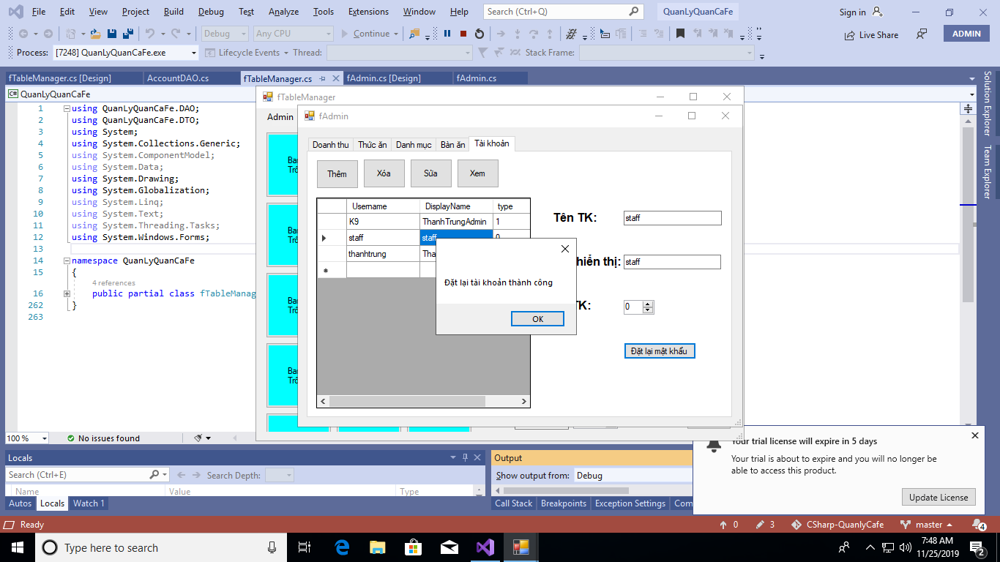 File Edit View Project Build Debug Test Analyze Tools Extensions Window Help Search (Ctrl+Q) QuanLyQuanCaFe Sign in
Debug Any CPU Continue Live Share ADMIN
Process: [7248] QuanLyQuanCaFe.exe Lifecycle Events Thread: Stack Frame:
fTableManager.cs [Design] AccountDAO.cs fTableManager.cs fAdmin.cs [Design] fAdmin.cs
Solution Explorer
Team Explorer
C# QuanLyQuanCaFe
1 using QuanLyQuanCaFe.DAO;
2 using QuanLyQuanCaFe.DTO;
3 using System;
4 using System.Collections.Generic;
5 using System.ComponentModel;
6 using System.Data;
7 using System.Drawing;
8 using System.Globalization;
9 using System.Linq;
10 using System.Text;
11 using System.Threading.Tasks;
12 using System.Windows.Forms;
13
14 namespace QuanLyQuanCaFe
15 {
4 references
16 public partial class fTableManag
262 }
263
fTableManager
Admin
fAdmin
Doanh thu Thức ăn Danh mục Bàn ăn Tài khoản
Thêm Xóa Sửa Xem
Username DisplayName type
K9 ThanhTrungAdmin 1
staff staff 0
thanhtrung Tha
Tên TK: staff
hiển thị: staff
TK: 0
Đặt lại mật khẩu
Đặt lại tài khoản thành công
OK
100 % No issues found
Locals
Search (Ctrl+E) Search Depth:
Name Value Type
Autos Locals Watch 1
Output
Show output from: Debug
Call Stack Breakpoints Exception Settings Com
Your trial license will expire in 5 days
Your trial is about to expire and you will no longer be
able to access this product.
Update License
Ready 0 3 CSharp-QuanlyCafe master 4
Type here to search
7:48 AM
11/25/2019
2